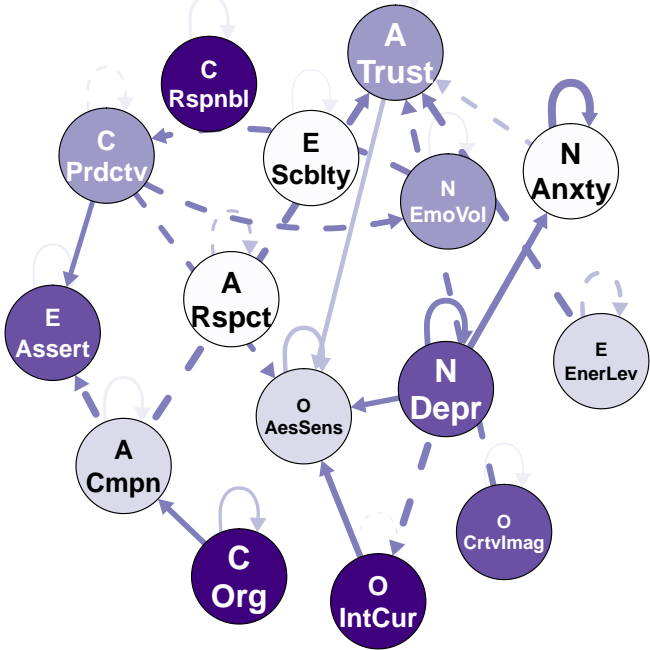 A
Trust
C
Rspnbl
E
Scblty
C
Prdctv
N
Anxty
N
EmoVol
A
Rspct
E
Assert
E
EnerLev
N
Depr
O
AesSens
A
Cmpn
O
CrtvImag
C
Org
O
IntCur